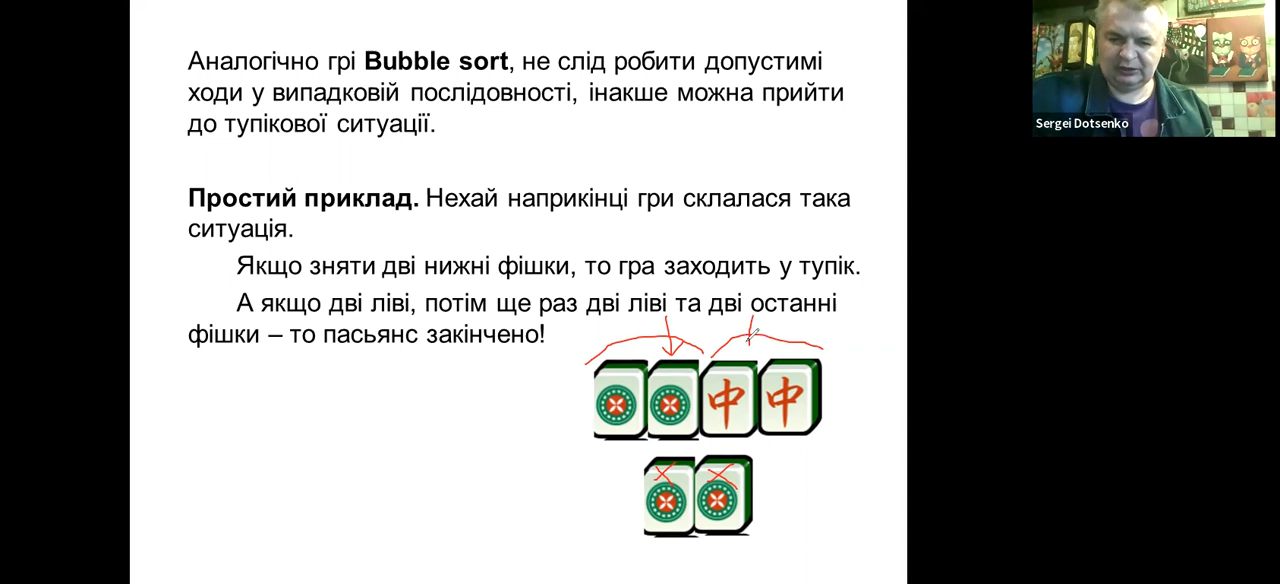 Аналогічно грі Bubble sort, не слід робити допустимі
ходи у випадковій послідовності, інакше можна прийти
до тупікової ситуації.
Простий приклад. Нехай наприкінці гри склалася така
ситуація.
Якщо зняти дві нижні фішки, то гра заходить у тупік.
А якщо дві ліві, потім ще раз дві ліві та дві останні
фішки – то пасьянс закінчено!
中 中
Sergei Dotsenko